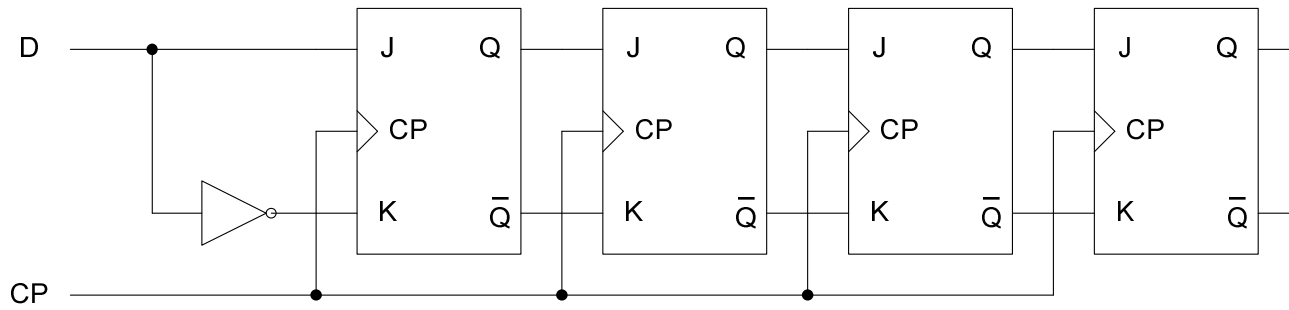 D J Q J Q J Q J Q
CP CP CP CP
K Q̅ K Q̅ K Q̅ K Q̅
CP